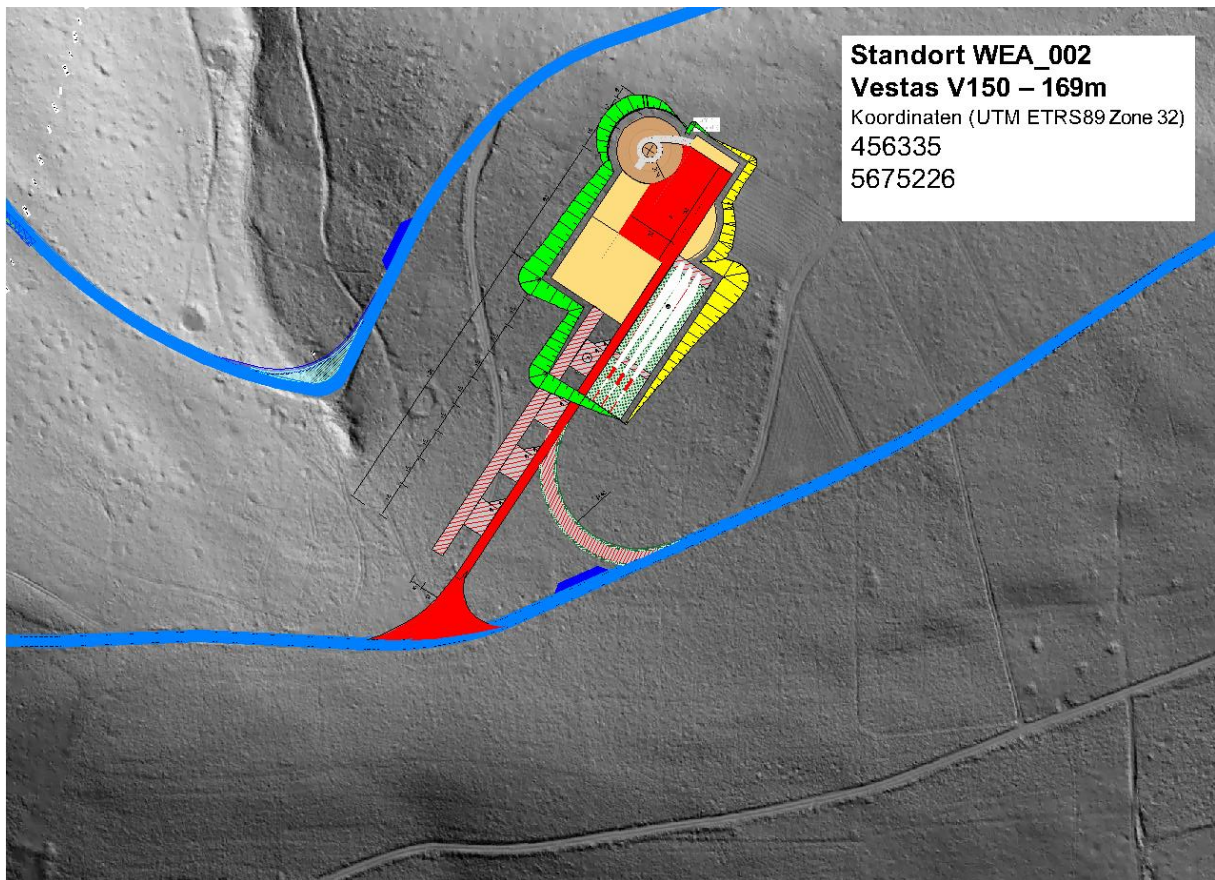 Standort WEA_002
Vestas V150 – 169m
Koordinaten (UTM ETRS89 Zone 32)
456335
5675226